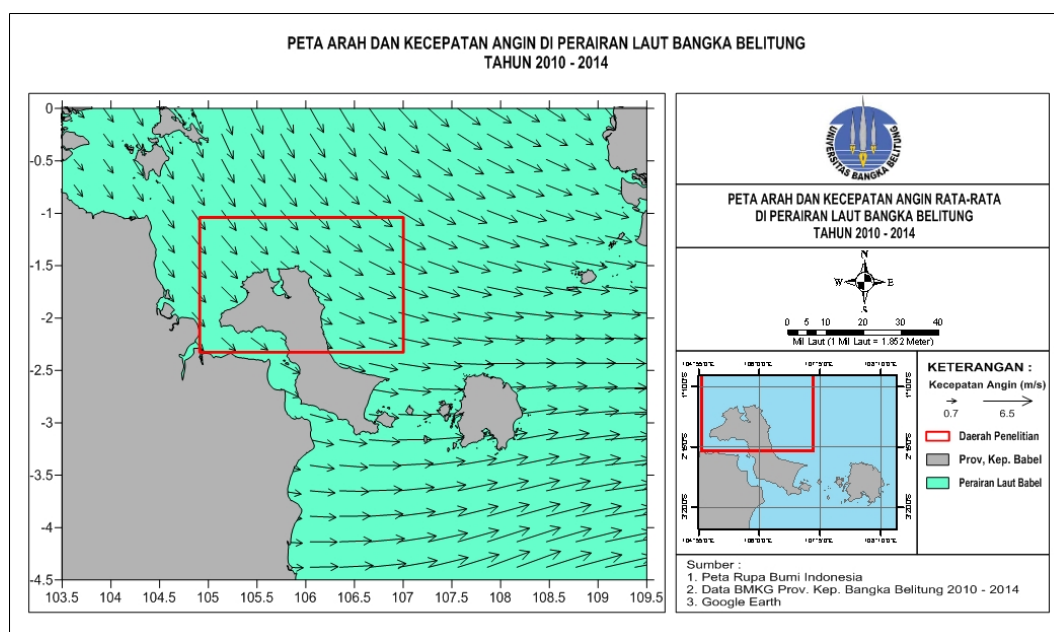 PETA ARAH DAN KECEPATAN ANGIN DI PERAIRAN LAUT BANGKA BELITUNG
TAHUN 2010 - 2014
0
-0.5
-1
-1.5
-2
-2.5
-3
-3.5
-4
-4.5
103.5 104 104.5 105 105.5 106 106.5 107 107.5 108 108.5 109 109.5
UNIVERSITAS BANGKA BELITUNG
PETA ARAH DAN KECEPATAN ANGIN RATA-RATA
DI PERAIRAN LAUT BANGKA BELITUNG
TAHUN 2010 - 2014
N
W E
S
0 5 10 20 30 40
Mil Laut (1 Mil Laut = 1.852 Meter)
KETERANGAN :
Kecepatan Angin (m/s)
0.7 6.5
Daerah Penelitian
Prov, Kep. Babel
Perairan Laut Babel
Sumber :
1. Peta Rupa Bumi Indonesia
2. Data BMKG Prov. Kep. Bangka Belitung 2010 - 2014
3. Google Earth